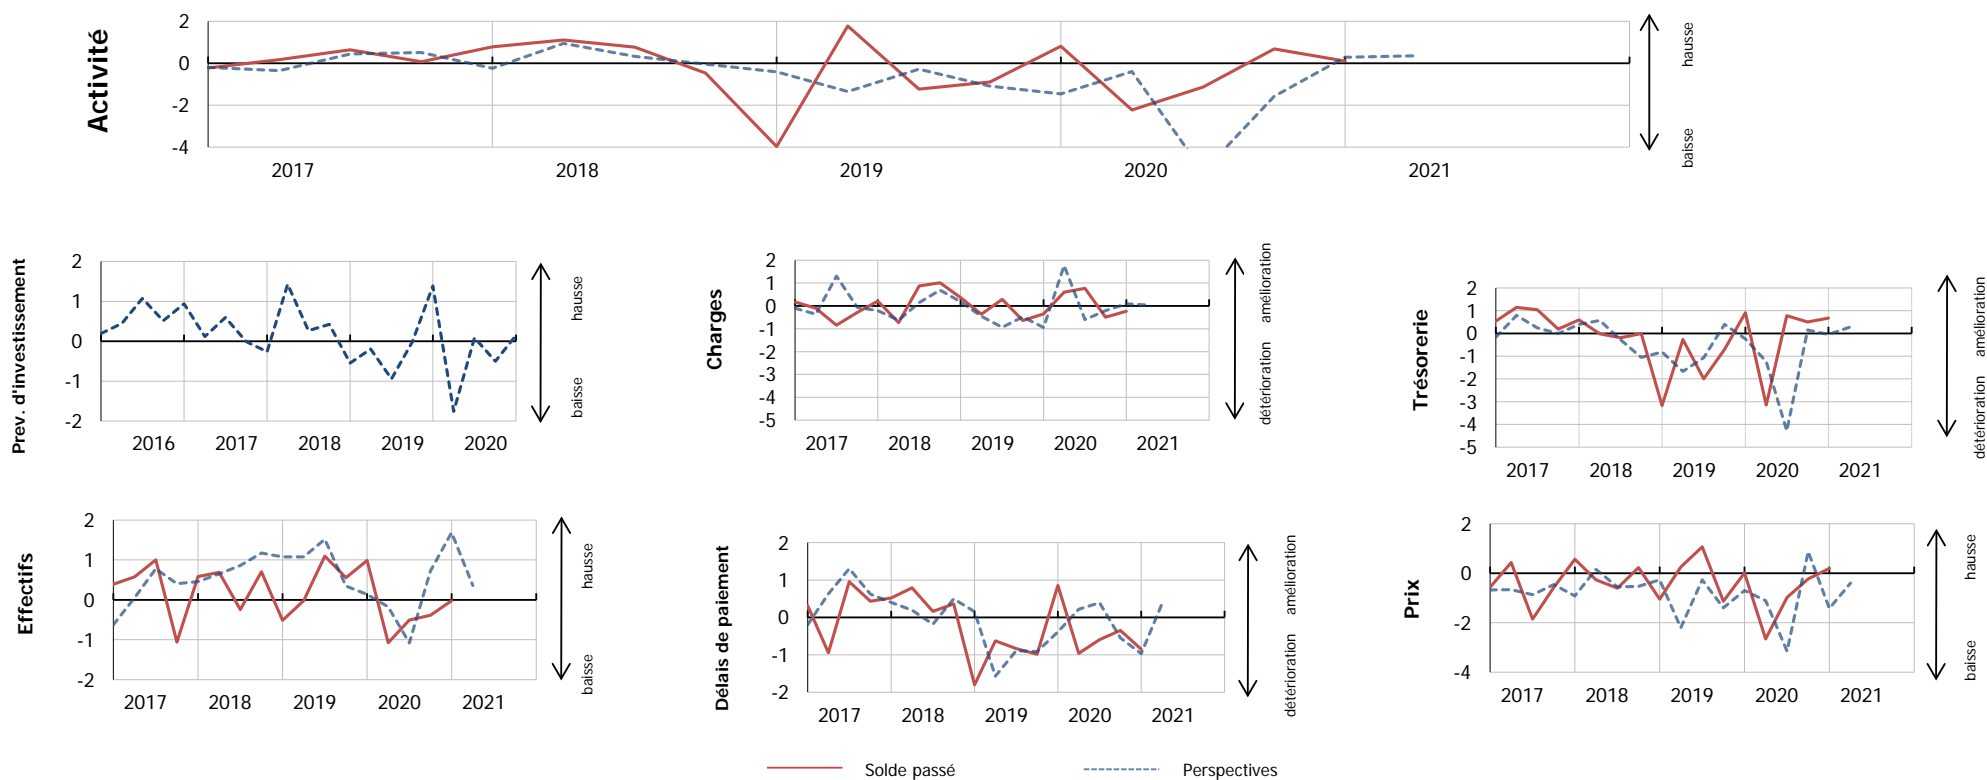 Activité
2
0
-2
-4
2017 2018 2019 2020 2021
hausse
baisse
Prev. d'investissement
2
1
0
-1
-2
2016 2017 2018 2019 2020
hausse
baisse
Charges
2
1
0
-1
-2
-3
-4
-5
2017 2018 2019 2020 2021
amélioration
détérioration
Trésorerie
2
1
0
-1
-2
-3
-4
-5
2017 2018 2019 2020 2021
amélioration
détérioration
Effectifs
2
1
0
-1
-2
2017 2018 2019 2020 2021
hausse
baisse
Délais de paiement
2
1
0
-1
-2
2017 2018 2019 2020 2021
amélioration
détérioration
Prix
2
0
-2
-4
2017 2018 2019 2020 2021
hausse
baisse
Solde passé Perspectives